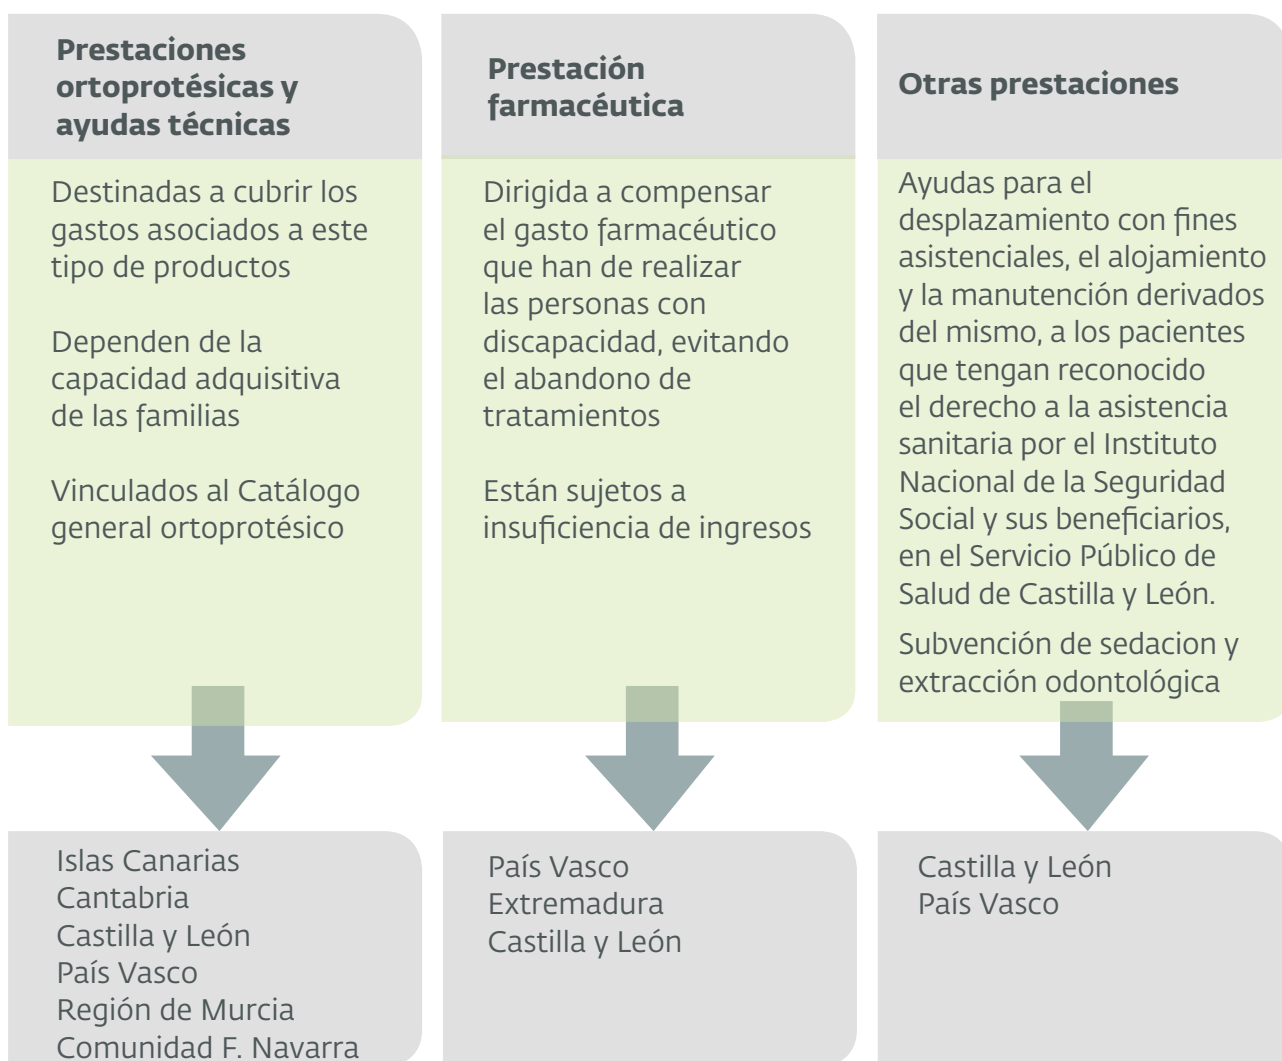 Prestaciones
ortoprotésicas y
ayudas técnicas
Destinadas a cubrir los
gastos asociados a este
tipo de productos
Dependen de la
capacidad adquisitiva
de las familias
Vinculados al Catálogo
general ortoprotésico
Islas Canarias
Cantabria
Castilla y León
País Vasco
Región de Murcia
Comunidad F. Navarra
Prestación
farmacéutica
Dirigida a compensar
el gasto farmacéutico
que han de realizar
las personas con
discapacidad, evitando
el abandono de
tratamientos
Están sujetos a
insuficiencia de ingresos
País Vasco
Extremadura
Castilla y León
Otras prestaciones
Ayudas para el
desplazamiento con fines
asistenciales, el alojamiento
y la manutención derivados
del mismo, a los pacientes
que tengan reconocido
el derecho a la asistencia
sanitaria por el Instituto
Nacional de la Seguridad
Social y sus beneficiarios,
en el Servicio Público de
Salud de Castilla y León.
Subvención de sedacion y
extracción odontológica
Castilla y León
País Vasco